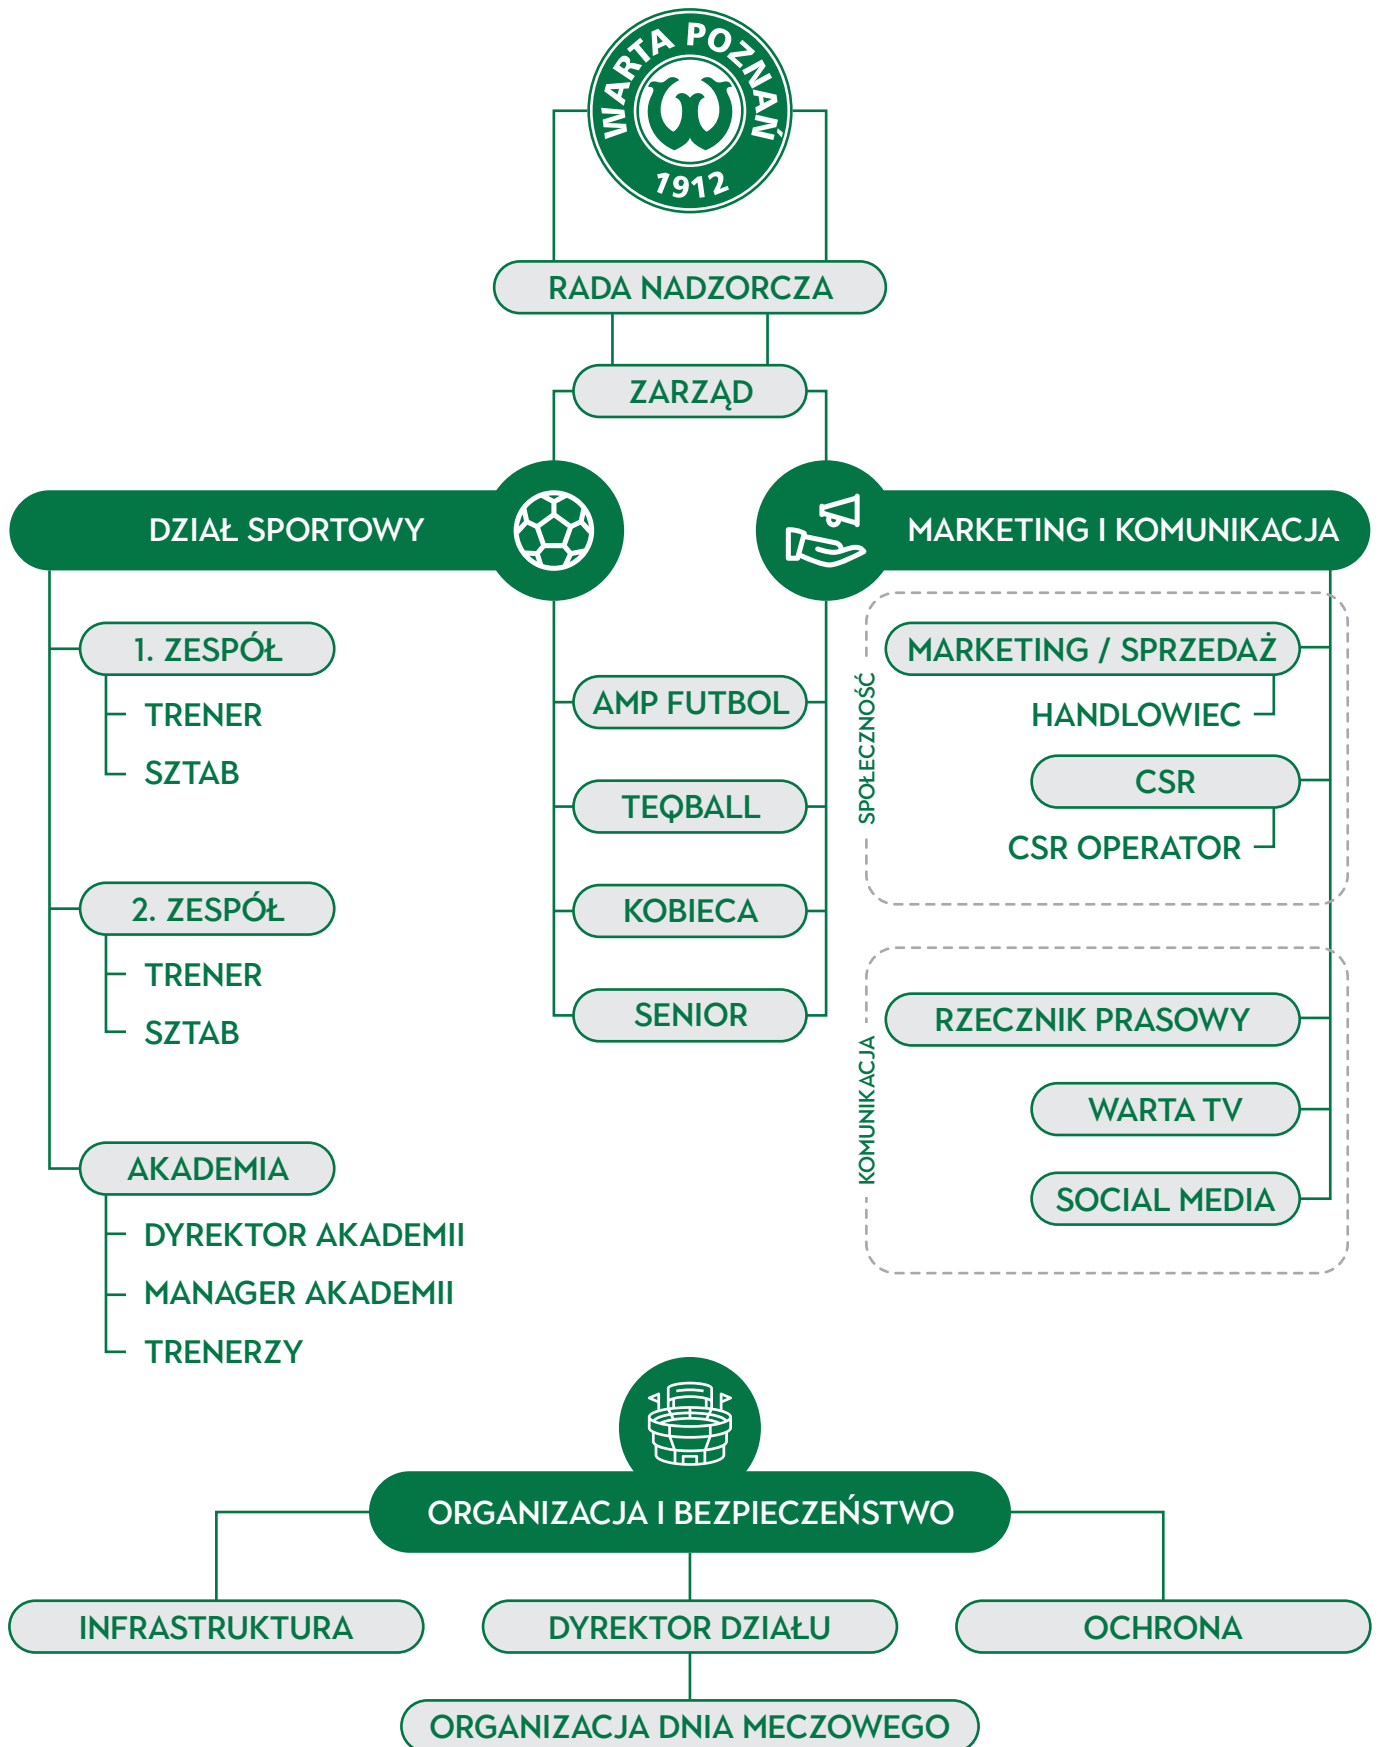 WARTA POZNAŃ
1912
RADA NADZORCZA
ZARZĄD
DZIAŁ SPORTOWY
1. ZESPÓŁ
TRENER
SZTAB
2. ZESPÓŁ
TRENER
SZTAB
AKADEMIA
DYREKTOR AKADEMII
MANAGER AKADEMII
TRENERZY
AMP FUTBOL
TEQBALL
KOBIECA
SENIOR
MARKETING I KOMUNIKACJA
SPOŁECZNOŚĆ
MARKETING / SPRZEDAŻ
HANDLOWIEC
CSR
CSR OPERATOR
KOMUNIKACJA
RZECZNIK PRASOWY
WARTA TV
SOCIAL MEDIA
ORGANIZACJA I BEZPIECZEŃSTWO
INFRASTRUKTURA
DYREKTOR DZIAŁU
OCHRONA
ORGANIZACJA DNIA MECZOWEGO